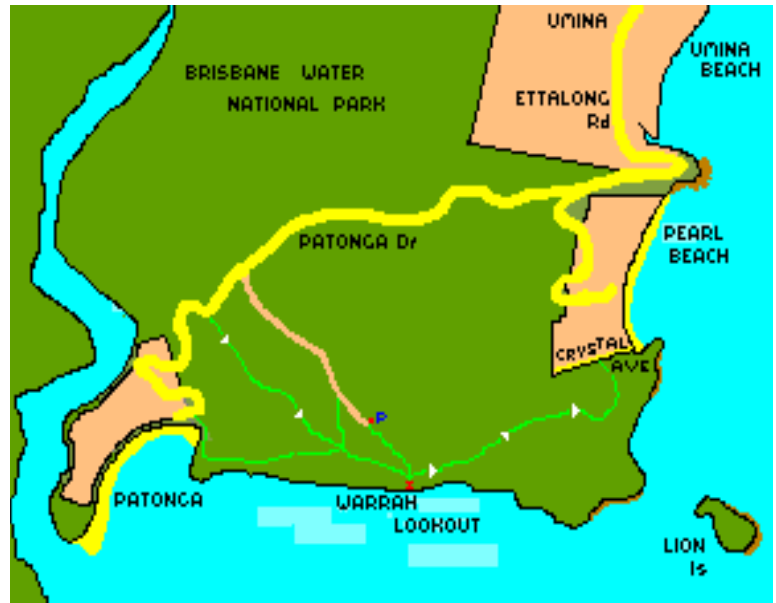 UMINA
UMINA
BEACH
BRISBANE WATER
NATIONAL PARK
ETTALONG
Rd
PATONGA Dr
PEARL
BEACH
CRYSTAL
AVE
P
PATONGA
WARRAH
LOOKOUT
LION
Is